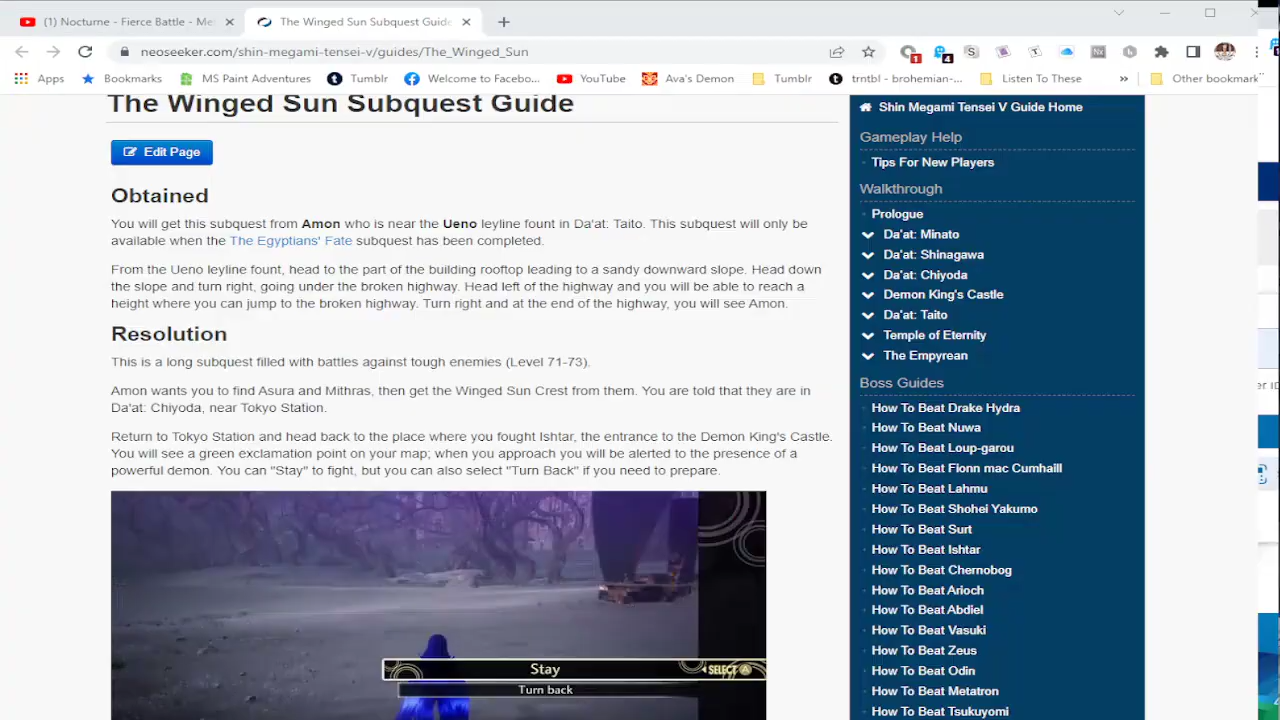 (1) Nocturne - Fierce Battle - Me
The Winged Sun Subquest Guide
neoseeker.com/shin-megami-tensei-v/guides/The_Winged_Sun
1
4
S
T
Nx
Apps
Bookmarks
MS Paint Adventures
Tumblr
Welcome to Facebo...
YouTube
Ava's Demon
Tumblr
trntbl - brohemian-...
Listen To These
»
Other bookmark
The Winged Sun Subquest Guide
Edit Page
Obtained
You will get this subquest from Amon who is near the Ueno leyline fount in Da'at: Taito. This subquest will only be
available when the The Egyptians' Fate subquest has been completed.
From the Ueno leyline fount, head to the part of the building rooftop leading to a sandy downward slope. Head down
the slope and turn right, going under the broken highway. Head left of the highway and you will be able to reach a
height where you can jump to the broken highway. Turn right and at the end of the highway, you will see Amon.
Resolution
This is a long subquest filled with battles against tough enemies (Level 71-73).
Amon wants you to find Asura and Mithras, then get the Winged Sun Crest from them. You are told that they are in
Da'at: Chiyoda, near Tokyo Station.
Return to Tokyo Station and head back to the place where you fought Ishtar, the entrance to the Demon King's Castle.
You will see a golden exclamation point on your map; when you approach you will be alerted to the presence of a
powerful demon. You can "Stay" to fight, but you can also select "Turn Back" if you need to prepare.
Stay
SELECT A
Turn back
Shin Megami Tensei V Guide Home
Gameplay Help
Tips For New Players
Walkthrough
Prologue
Da'at: Minato
Da'at: Shinagawa
Da'at: Chiyoda
Demon King's Castle
Da'at: Taito
Temple of Eternity
The Empyrean
Boss Guides
How To Beat Drake Hydra
How To Beat Nuwa
How To Beat Loup-garou
How To Beat Fionn mac Cumhaill
How To Beat Lahmu
How To Beat Shohei Yakumo
How To Beat Surt
How To Beat Ishtar
How To Beat Chernobog
How To Beat Arioch
How To Beat Abdiel
How To Beat Vasuki
How To Beat Zeus
How To Beat Odin
How To Beat Metatron
How To Beat Tsukuyomi